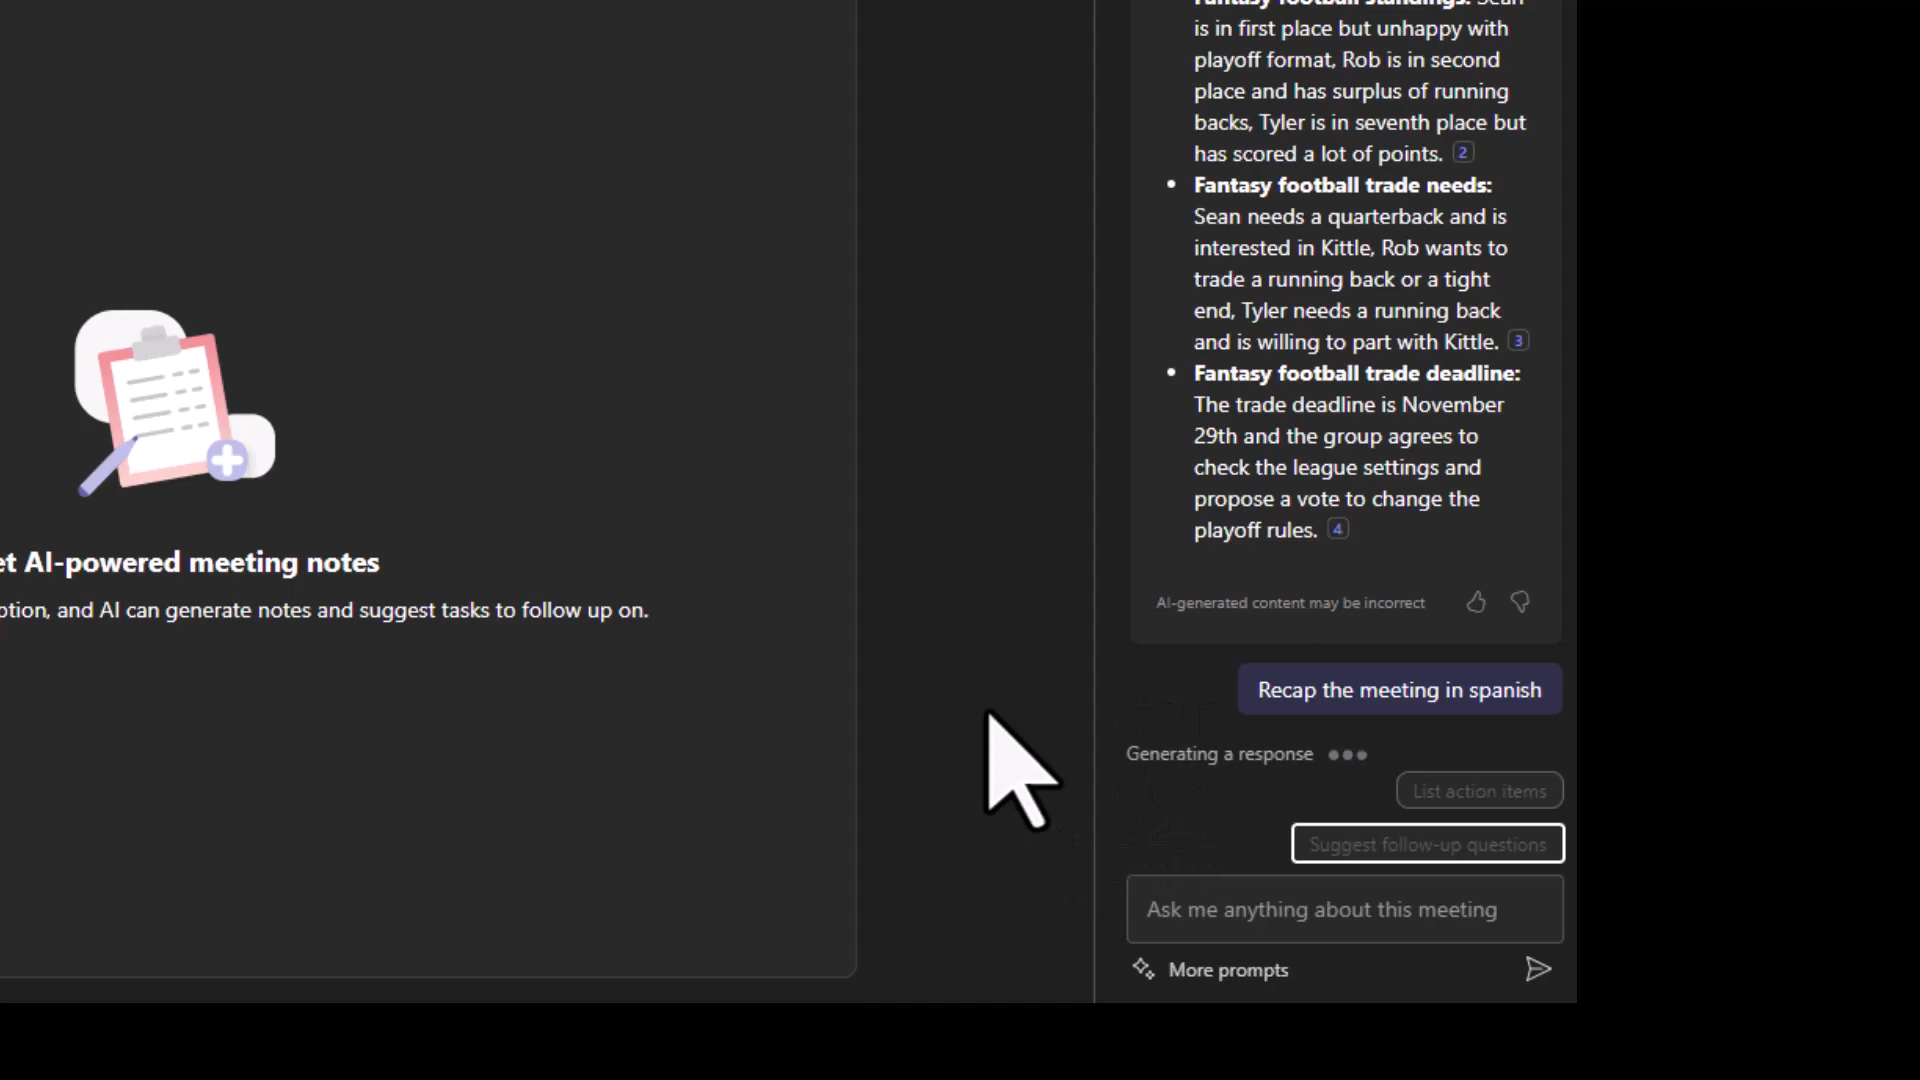 Fantasy football standings: Sean
is in first place but unhappy with
playoff format, Rob is in second
place and has surplus of running
backs, Tyler is in seventh place but
has scored a lot of points. 2
• Fantasy football trade needs:
Sean needs a quarterback and is
interested in Kittle, Rob wants to
trade a running back or a tight
end, Tyler needs a running back
and is willing to part with Kittle. 3
• Fantasy football trade deadline:
The trade deadline is November
29th and the group agrees to
check the league settings and
propose a vote to change the
playoff rules. 4
AI-generated content may be incorrect
Recap the meeting in spanish
Generating a response
List action items
Suggest follow-up questions
Ask me anything about this meeting
More prompts
AI-powered meeting notes
and AI can generate notes and suggest tasks to follow up on.